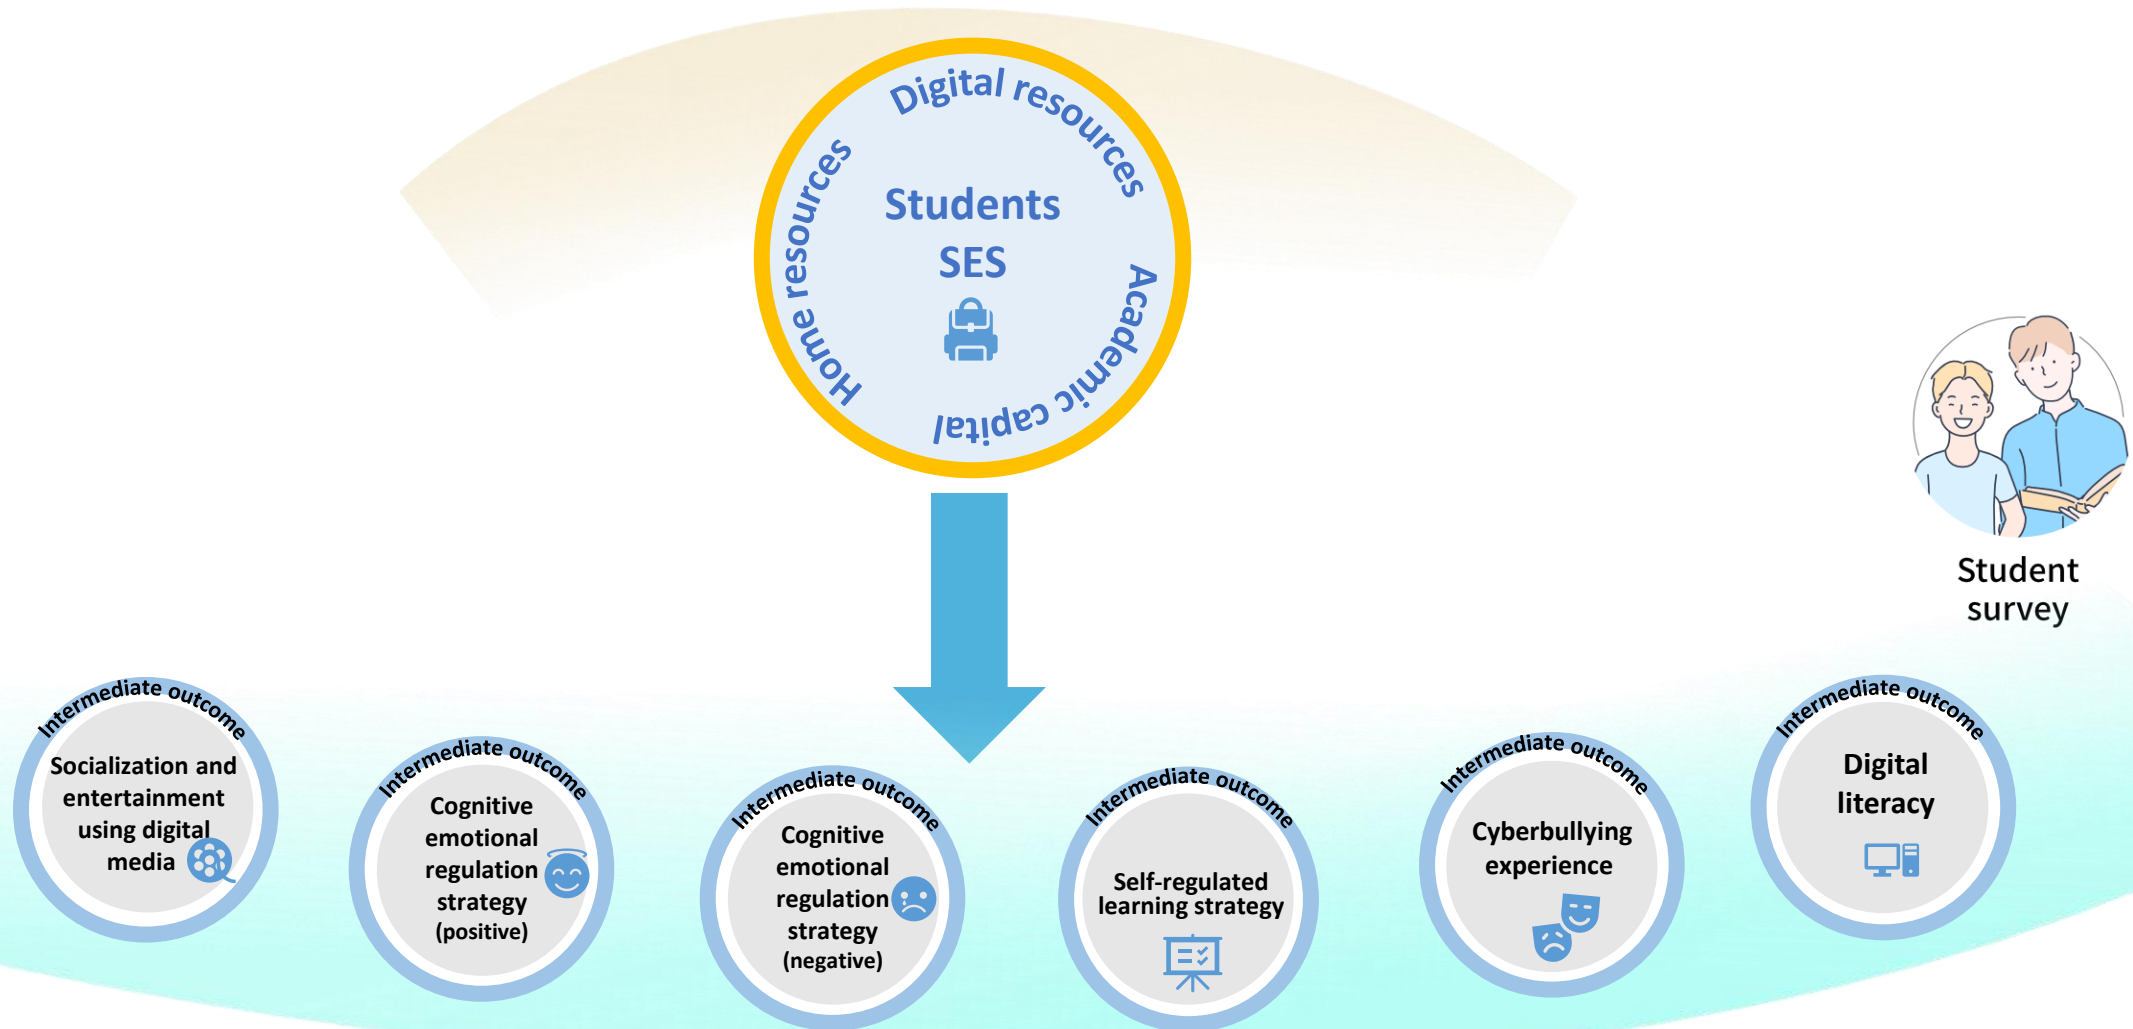 Digital resources
Home resources
Academic capital
Students
SES
Student
survey
Intermediate outcome
Socialization and
entertainment
using digital
media
Intermediate outcome
Cognitive
emotional
regulation
strategy
(positive)
Intermediate outcome
Cognitive
emotional
regulation
strategy
(negative)
Intermediate outcome
Self-regulated
learning strategy
Intermediate outcome
Cyberbullying
experience
Intermediate outcome
Digital
literacy